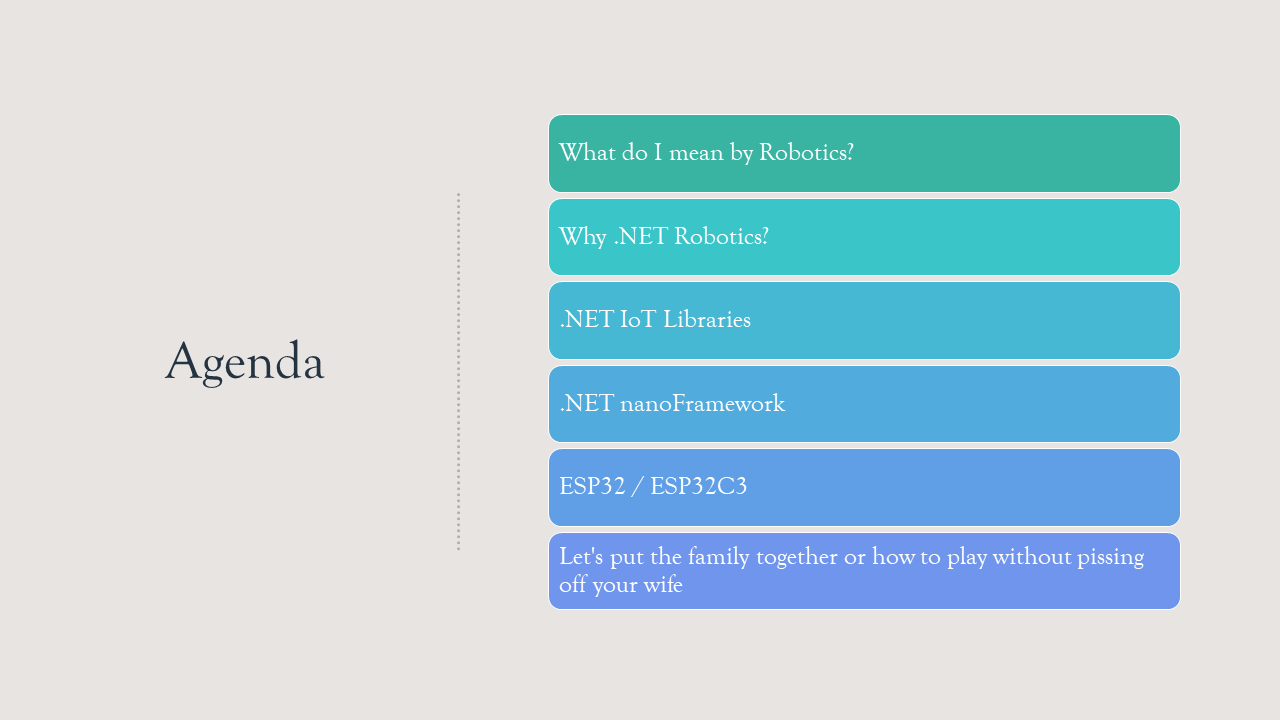 Agenda
What do I mean by Robotics?
Why .NET Robotics?
.NET IoT Libraries
.NET nanoFramework
ESP32 / ESP32C3
Let's put the family together or how to play without pissing
off your wife